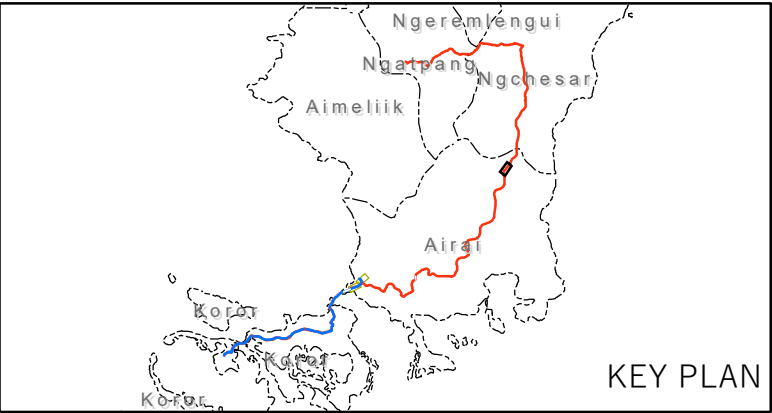 Ngeremlengui
Ngatpang
Ngchesar
Aimeliik
Airai
Koror
Koror
KEY PLAN
Koror